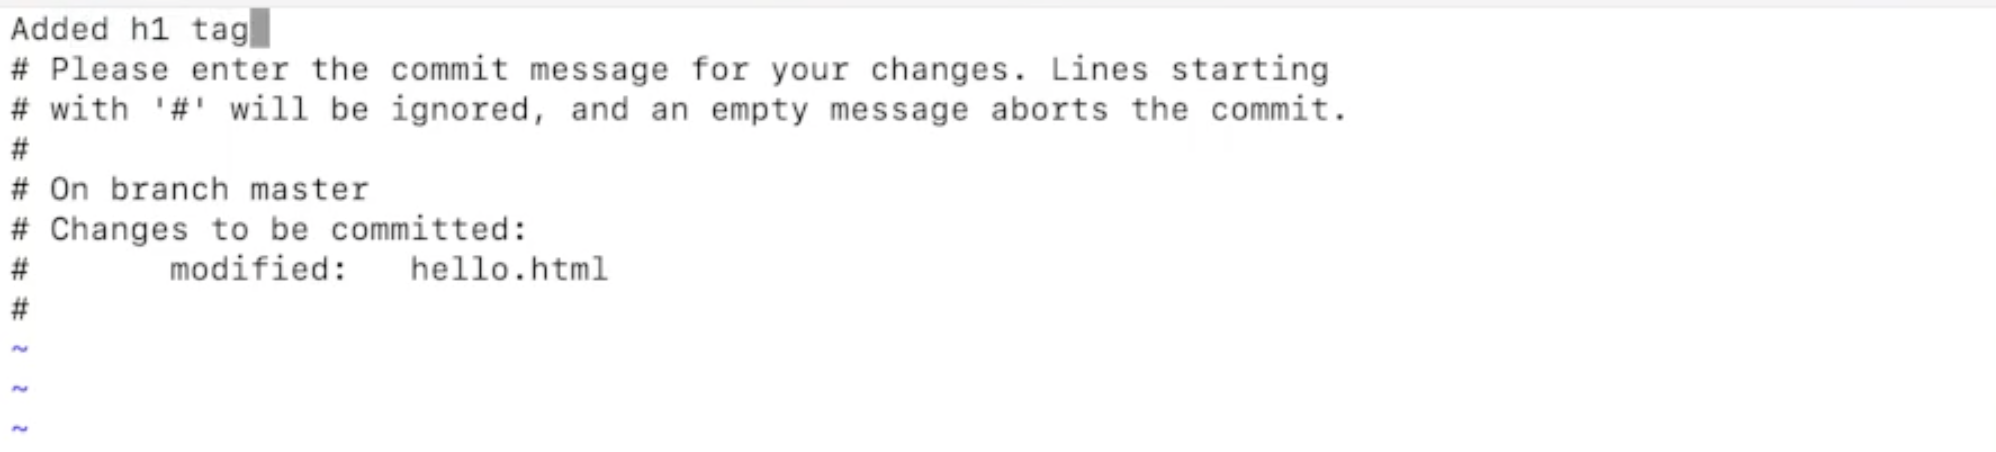 Added h1 tag
# Please enter the commit message for your changes. Lines starting
# with '#' will be ignored, and an empty message aborts the commit.
#
# On branch master
# Changes to be committed:
#       modified:   hello.html
#
~
~
~